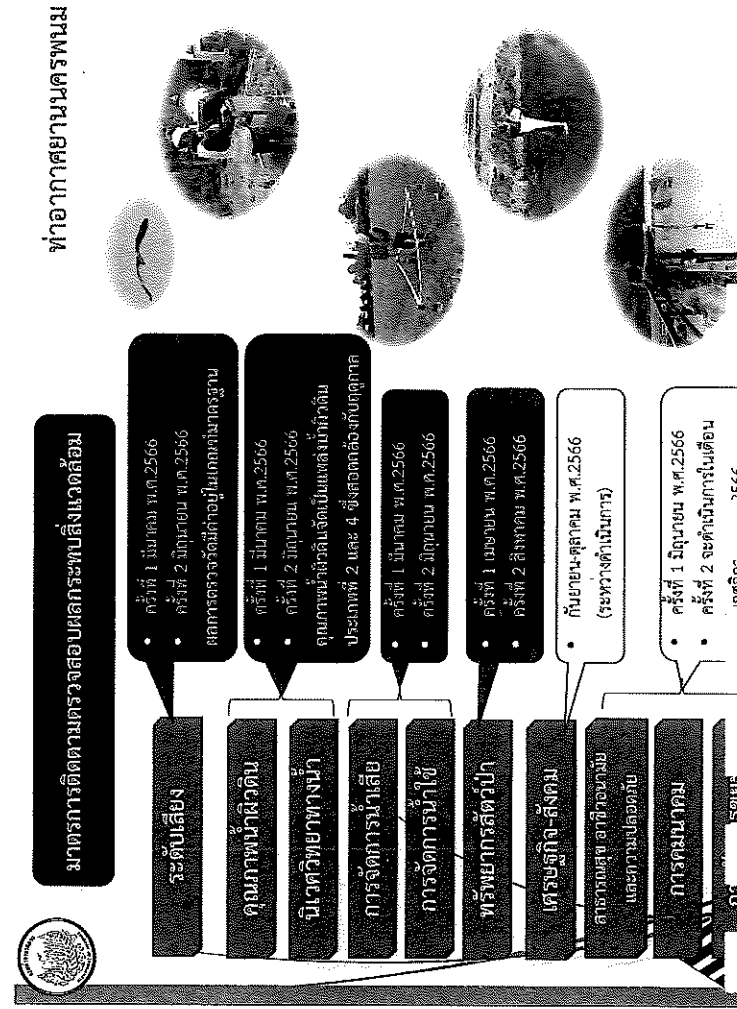 ท่าอากาศยานนครพนม
มาตรการติดตามตรวจสอบผลกระทบสิ่งแวดล้อม
ระดับเสียง
• ครั้งที่ 1 มีนาคม พ.ศ.2566
• ครั้งที่ 2 มิถุนายน พ.ศ.2566
ผลการตรวจวัดมีค่าอยู่ในเกณฑ์มาตรฐาน
คุณภาพน้ำผิวดิน
นิเวศวิทยาทางน้ำ
• ครั้งที่ 1 มีนาคม พ.ศ.2566
• ครั้งที่ 2 มิถุนายน พ.ศ.2566
คุณภาพน้ำผิวดินจัดเป็นแหล่งน้ำผิวดิน
ประเภทที่ 2 และ 4 ซึ่งสอดคล้องกับฤดูกาล
การจัดการน้ำเสีย
การจัดการน้ำใช้
• ครั้งที่ 1 มีนาคม พ.ศ.2566
• ครั้งที่ 2 มิถุนายน พ.ศ.2566
ทรัพยากรสัตว์ป่า
• ครั้งที่ 1 เมษายน พ.ศ.2566
• ครั้งที่ 2 สิงหาคม พ.ศ.2566
เศรษฐกิจ-สังคม
• กันยายน-ตุลาคม พ.ศ.2566
(ระหว่างดำเนินการ)
สาธารณสุข อาชีวอนามัย
และความปลอดภัย
การคมนาคม
• ครั้งที่ 1 มิถุนายน พ.ศ.2566
• ครั้งที่ 2 จะดำเนินการในเดือน
2566